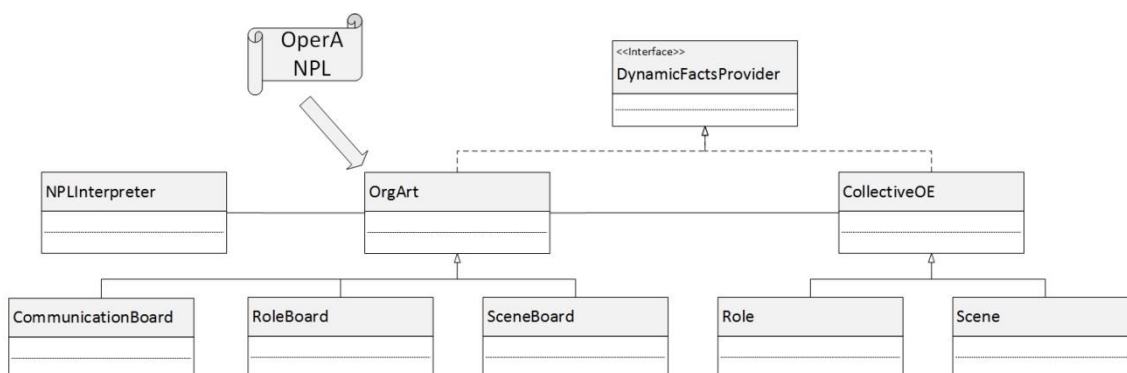 OperA
NPL
<<Interface>>
DynamicFactsProvider
NPLInterpreter
OrgArt
CollectiveOE
CommunicationBoard
RoleBoard
SceneBoard
Role
Scene